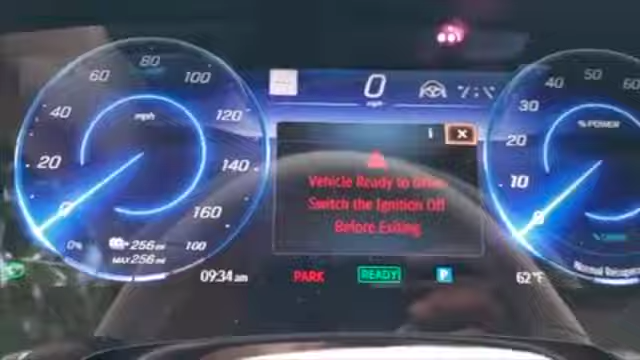 80
60
100
40
120
mph
20
140
0
160
0%
256 mi
100
MAX 256 mi
09:34 am
0
mph
i
X
Vehicle Ready to
Switch the Ignition Off
Before Exiting
PARK
READY
P
40
50
60
30
% POWER
20
10
0
62°F
Normal